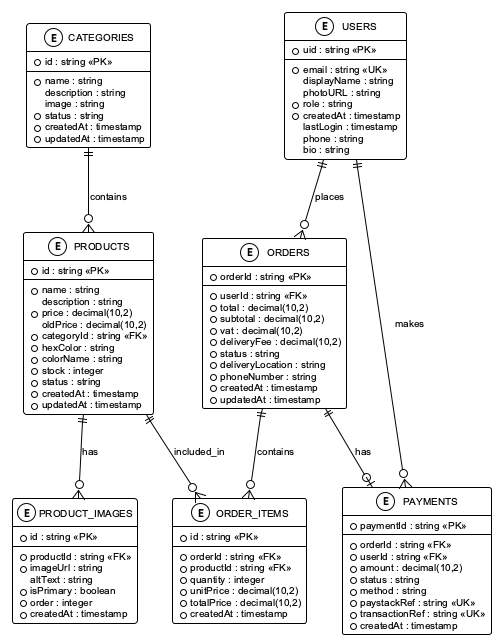 E CATEGORIES
id : string «PK»
name : string
description : string
image : string
status : string
createdAt : timestamp
updatedAt : timestamp
E USERS
uid : string «PK»
email : string «UK»
displayName : string
photoURL : string
role : string
createdAt : timestamp
lastLogin : timestamp
phone : string
bio : string
contains
places
E PRODUCTS
id : string «PK»
name : string
description : string
price : decimal(10,2)
oldPrice : decimal(10,2)
categoryId : string «FK»
hexColor : string
colorName : string
stock : integer
status : string
createdAt : timestamp
updatedAt : timestamp
E ORDERS
orderId : string «PK»
userId : string «FK»
total : decimal(10,2)
subtotal : decimal(10,2)
vat : decimal(10,2)
deliveryFee : decimal(10,2)
status : string
deliveryLocation : string
phoneNumber : string
createdAt : timestamp
updatedAt : timestamp
makes
has
included_in
contains
has
E PRODUCT_IMAGES
id : string «PK»
productId : string «FK»
imageUrl : string
altText : string
isPrimary : boolean
order : integer
createdAt : timestamp
E ORDER_ITEMS
id : string «PK»
orderId : string «FK»
productId : string «FK»
quantity : integer
unitPrice : decimal(10,2)
totalPrice : decimal(10,2)
createdAt : timestamp
E PAYMENTS
paymentId : string «PK»
orderId : string «FK»
userId : string «FK»
amount : decimal(10,2)
status : string
method : string
paystackRef : string «UK»
transactionRef : string «UK»
createdAt : timestamp